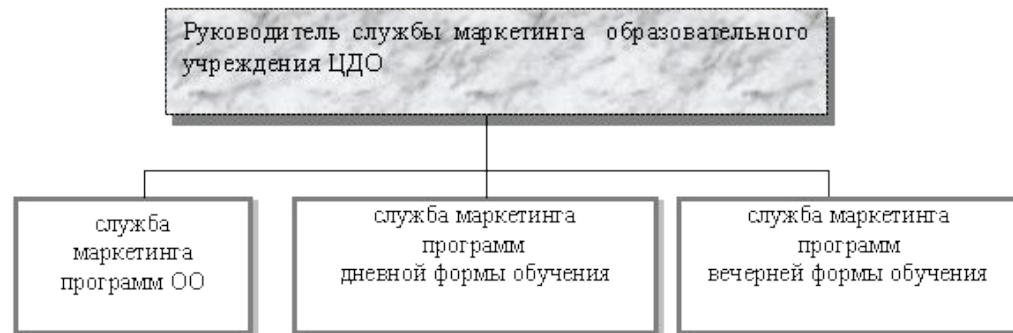 Руководитель службы маркетинга образовательного
учреждения ЦДО
служба
маркетинга
программ ОО
служба маркетинга
программ
дневной формы обучения
служба маркетинга
программ
вечерней формы обучения